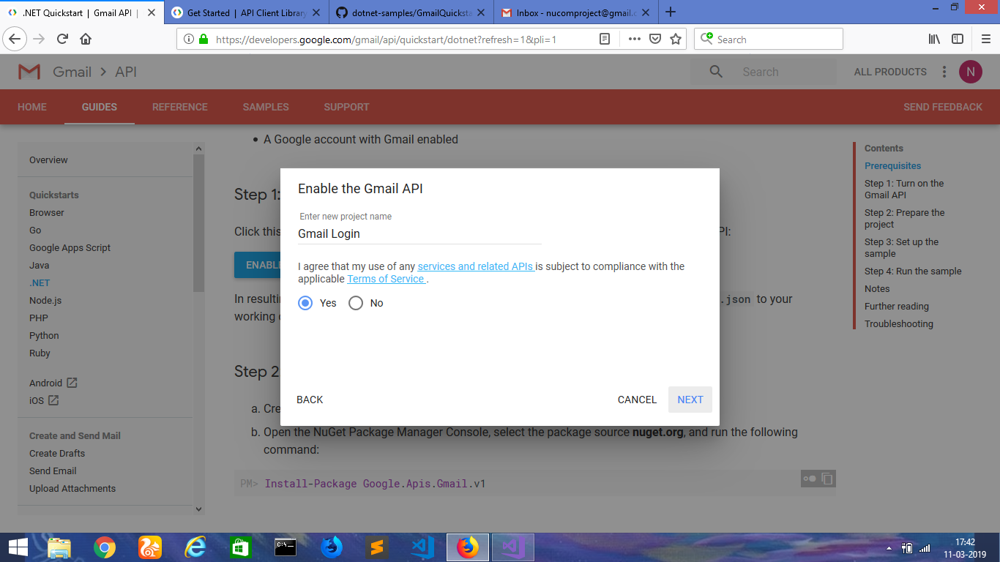 .NET Quickstart | Gmail API |
Get Started | API Client Library
dotnet-samples/GmailQuicksta
Inbox - nucomproject@gmail.c
https://developers.google.com/gmail/api/quickstart/dotnet?refresh=1&pli=1
Search
Gmail > API
Search
ALL PRODUCTS
N
HOME
GUIDES
REFERENCE
SAMPLES
SUPPORT
SEND FEEDBACK
Overview
Quickstarts
Browser
Go
Google Apps Script
Java
.NET
Node.js
PHP
Python
Ruby
Android
iOS
Create and Send Mail
Create Drafts
Send Email
Upload Attachments
• A Google account with Gmail enabled
Step 1:
Click this
PI:
ENABLE
In resultin
.json to your
working
Step 2
a. Cre
b. Open the NuGet Package Manager Console, select the package source nuget.org, and run the following
command:
PM> Install-Package Google.Apis.Gmail.v1
Enable the Gmail API
Enter new project name
Gmail Login
I agree that my use of any services and related APIs is subject to compliance with the
applicable Terms of Service .
Yes
No
BACK
CANCEL
NEXT
Contents
Prerequisites
Step 1: Turn on the
Gmail API
Step 2: Prepare the
project
Step 3: Set up the
sample
Step 4: Run the sample
Notes
Further reading
Troubleshooting
17:42
11-03-2019